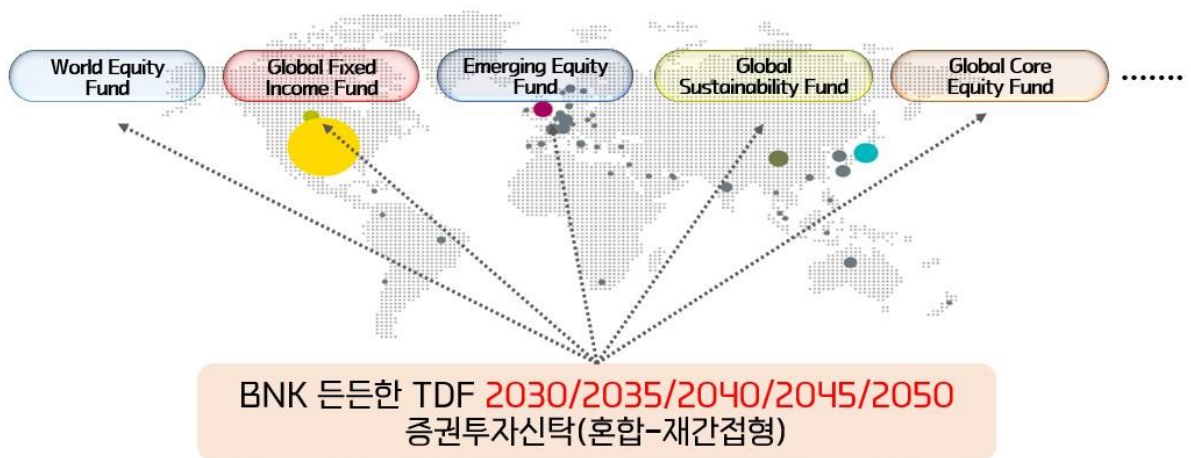 World Equity
Fund
Global Fixed
Income Fund
Emerging Equity
Fund
Global
Sustainability Fund
Global Core
Equity Fund
.......
BNK 든든한 TDF 2030/2035/2040/2045/2050
증권투자신탁(혼합-재간접형)